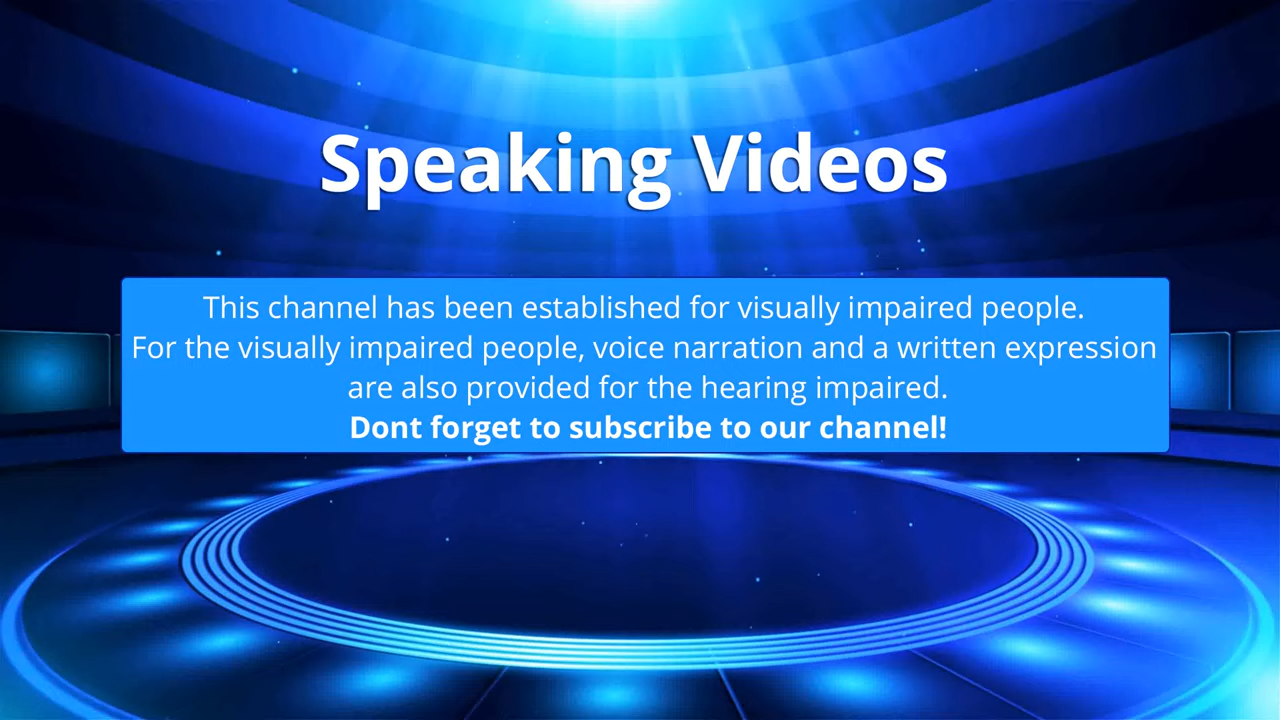 Speaking Videos
This channel has been established for visually impaired people.
For the visually impaired people, voice narration and a written expression
are also provided for the hearing impaired.
Dont forget to subscribe to our channel!